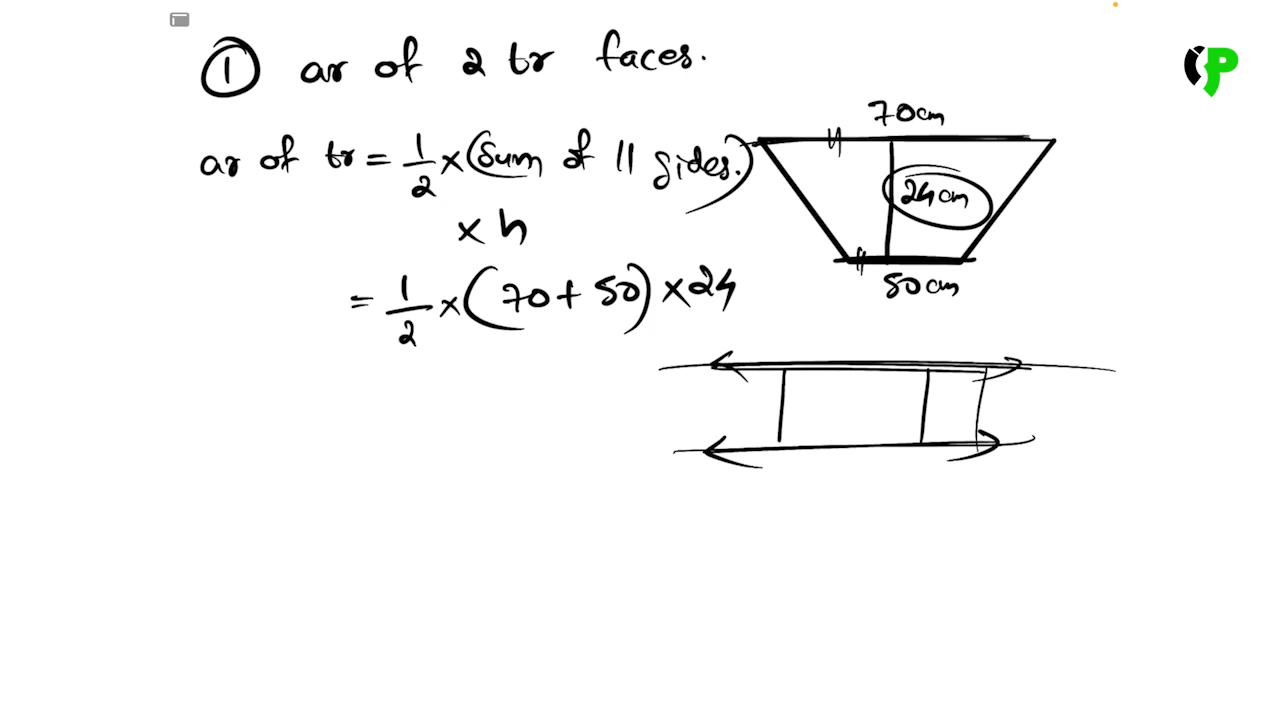 ① ar of 2 tr faces.
70cm
ar of tr = 1/2 × (Sum of || sides.)
24cm
× h
50cm
= 1/2 × (70 + 50) × 24